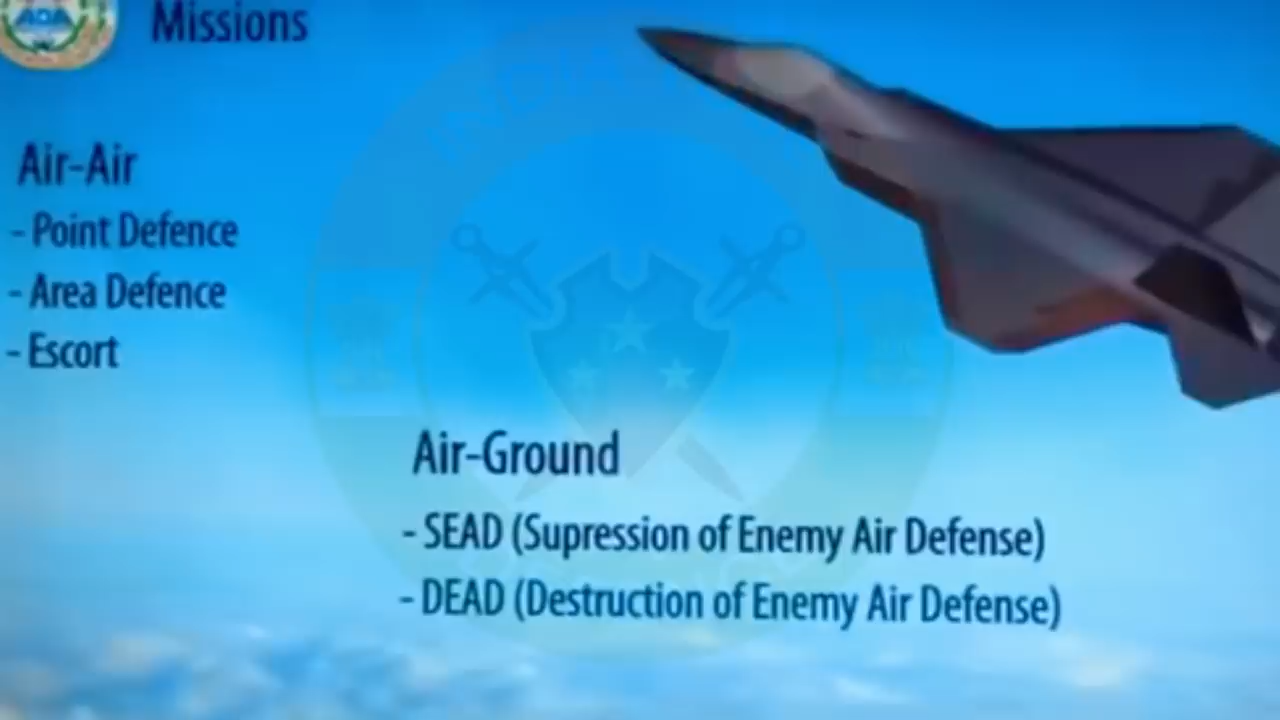 ADA
Missions
Air-Air
- Point Defence
- Area Defence
- Escort
Air-Ground
- SEAD (Supression of Enemy Air Defense)
- DEAD (Destruction of Enemy Air Defense)